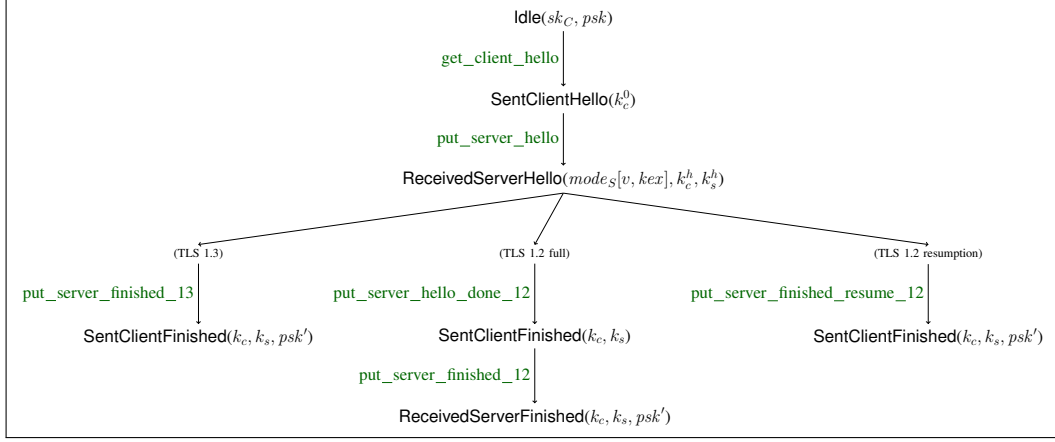 Idle(sk_C, psk)
get_client_hello
SentClientHello(k_c^0)
put_server_hello
ReceivedServerHello(mode_S[v, kex], k_c^h, k_s^h)
(TLS 1.3) (TLS 1.2 full) (TLS 1.2 resumption)
put_server_finished_13 put_server_hello_done_12 put_server_finished_resume_12
SentClientFinished(k_c, k_s, psk′) SentClientFinished(k_c, k_s) SentClientFinished(k_c, k_s, psk′)
put_server_finished_12
ReceivedServerFinished(k_c, k_s, psk′)